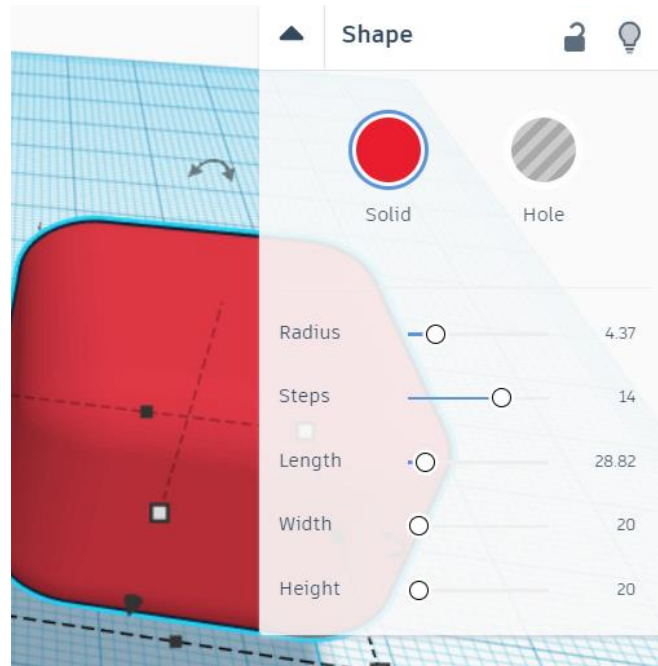 Shape
Solid Hole
Radius 4.37
Steps 14
Length 28.82
Width 20
Height 20